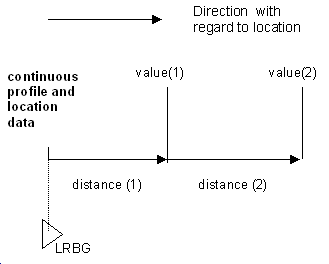 Direction with
regard to location
continuous
profile and
location
data
value(1)
value(2)
distance (1)
distance (2)
LRBG